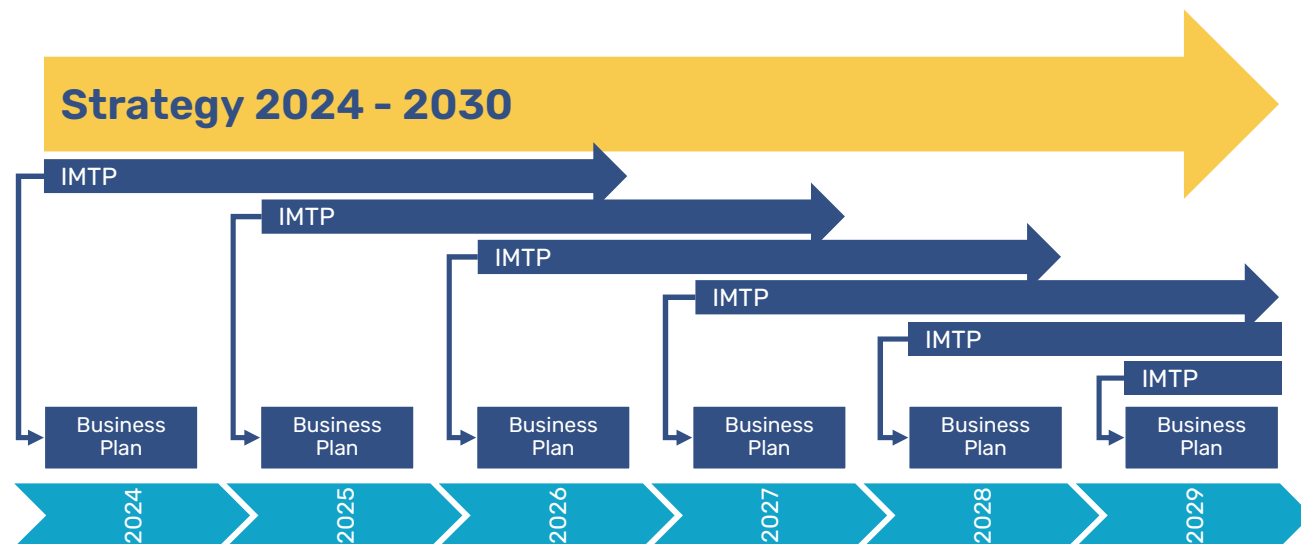 Strategy 2024 - 2030
IMTP
IMTP
IMTP
IMTP
IMTP
IMTP
Business
Plan
Business
Plan
Business
Plan
Business
Plan
Business
Plan
Business
Plan
2024
2025
2026
2027
2028
2029